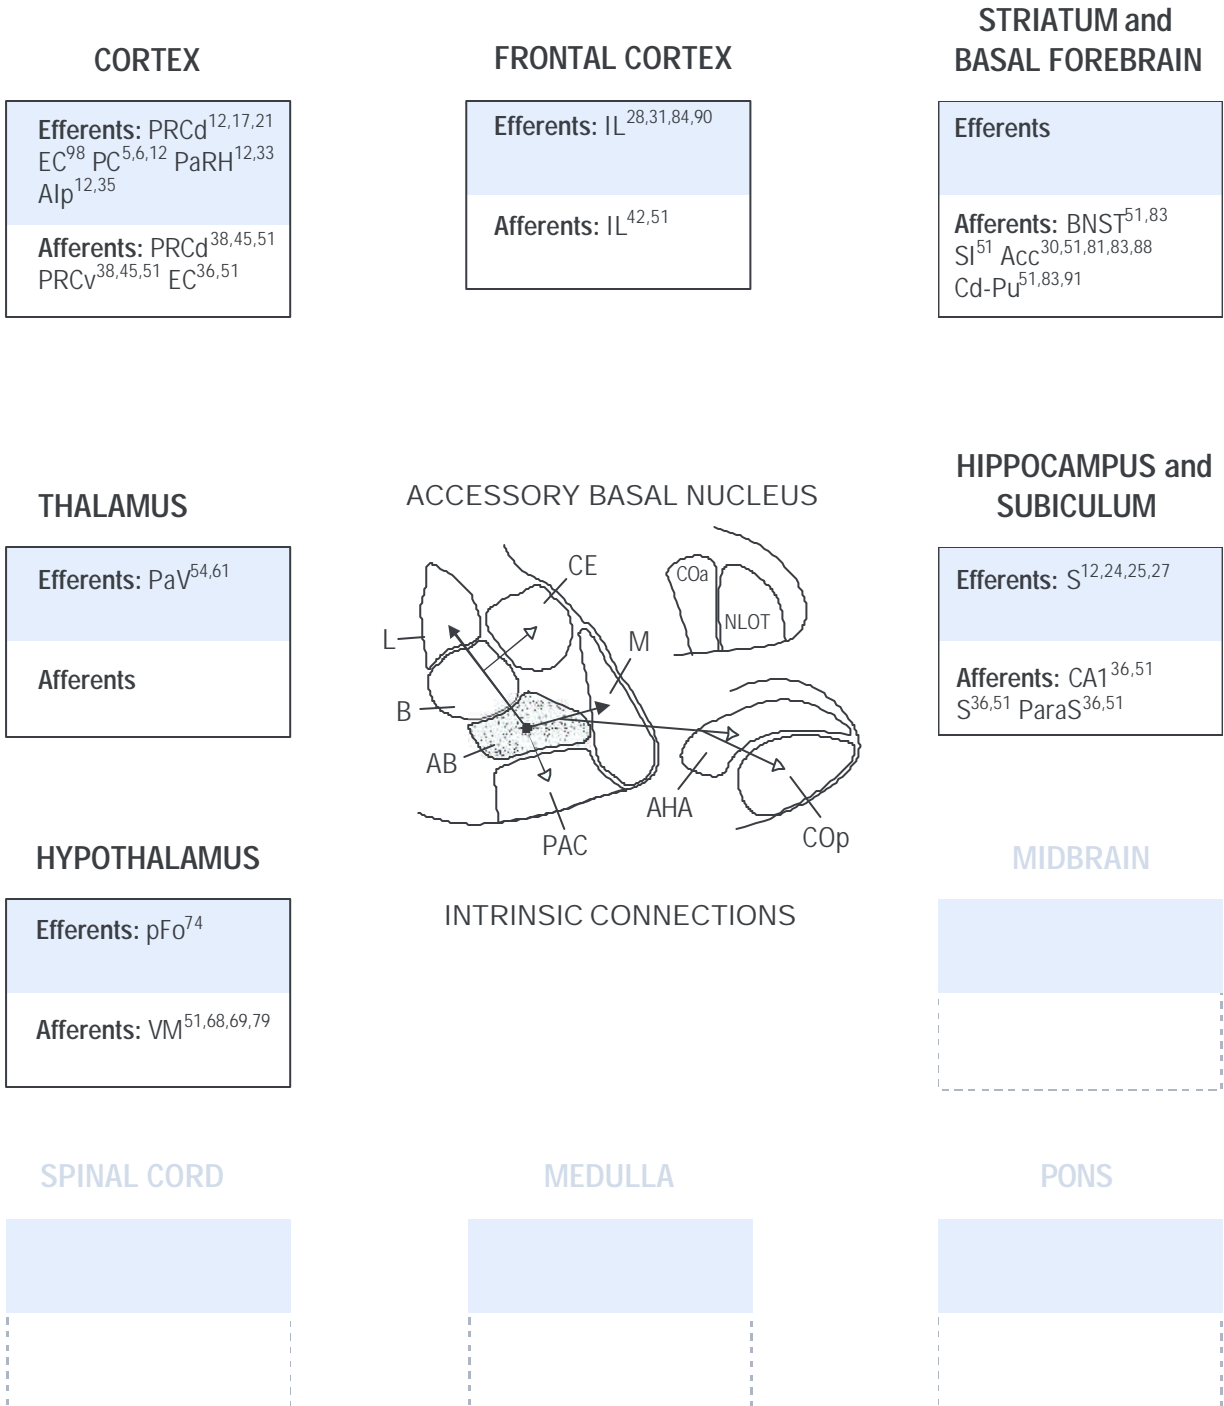 CORTEX
Efferents: PRCd12,17,21
EC98 PC5,6,12 PaRH12,33
AIp12,35
Afferents: PRCd38,45,51
PRCv38,45,51 EC36,51
FRONTAL CORTEX
Efferents: IL28,31,84,90
Afferents: IL42,51
STRIATUM and
BASAL FOREBRAIN
Efferents
Afferents: BNST51,83
SI51 Acc30,51,81,83,88
Cd-Pu51,83,91
THALAMUS
Efferents: PaV54,61
Afferents
ACCESSORY BASAL NUCLEUS
CE
COa
NLOT
L
M
B
AB
AHA
PAC
COp
INTRINSIC CONNECTIONS
HIPPOCAMPUS and
SUBICULUM
Efferents: S12,24,25,27
Afferents: CA136,51
S36,51 ParaS36,51
HYPOTHALAMUS
Efferents: pFo74
Afferents: VM51,68,69,79
MIDBRAIN
SPINAL CORD
MEDULLA
PONS